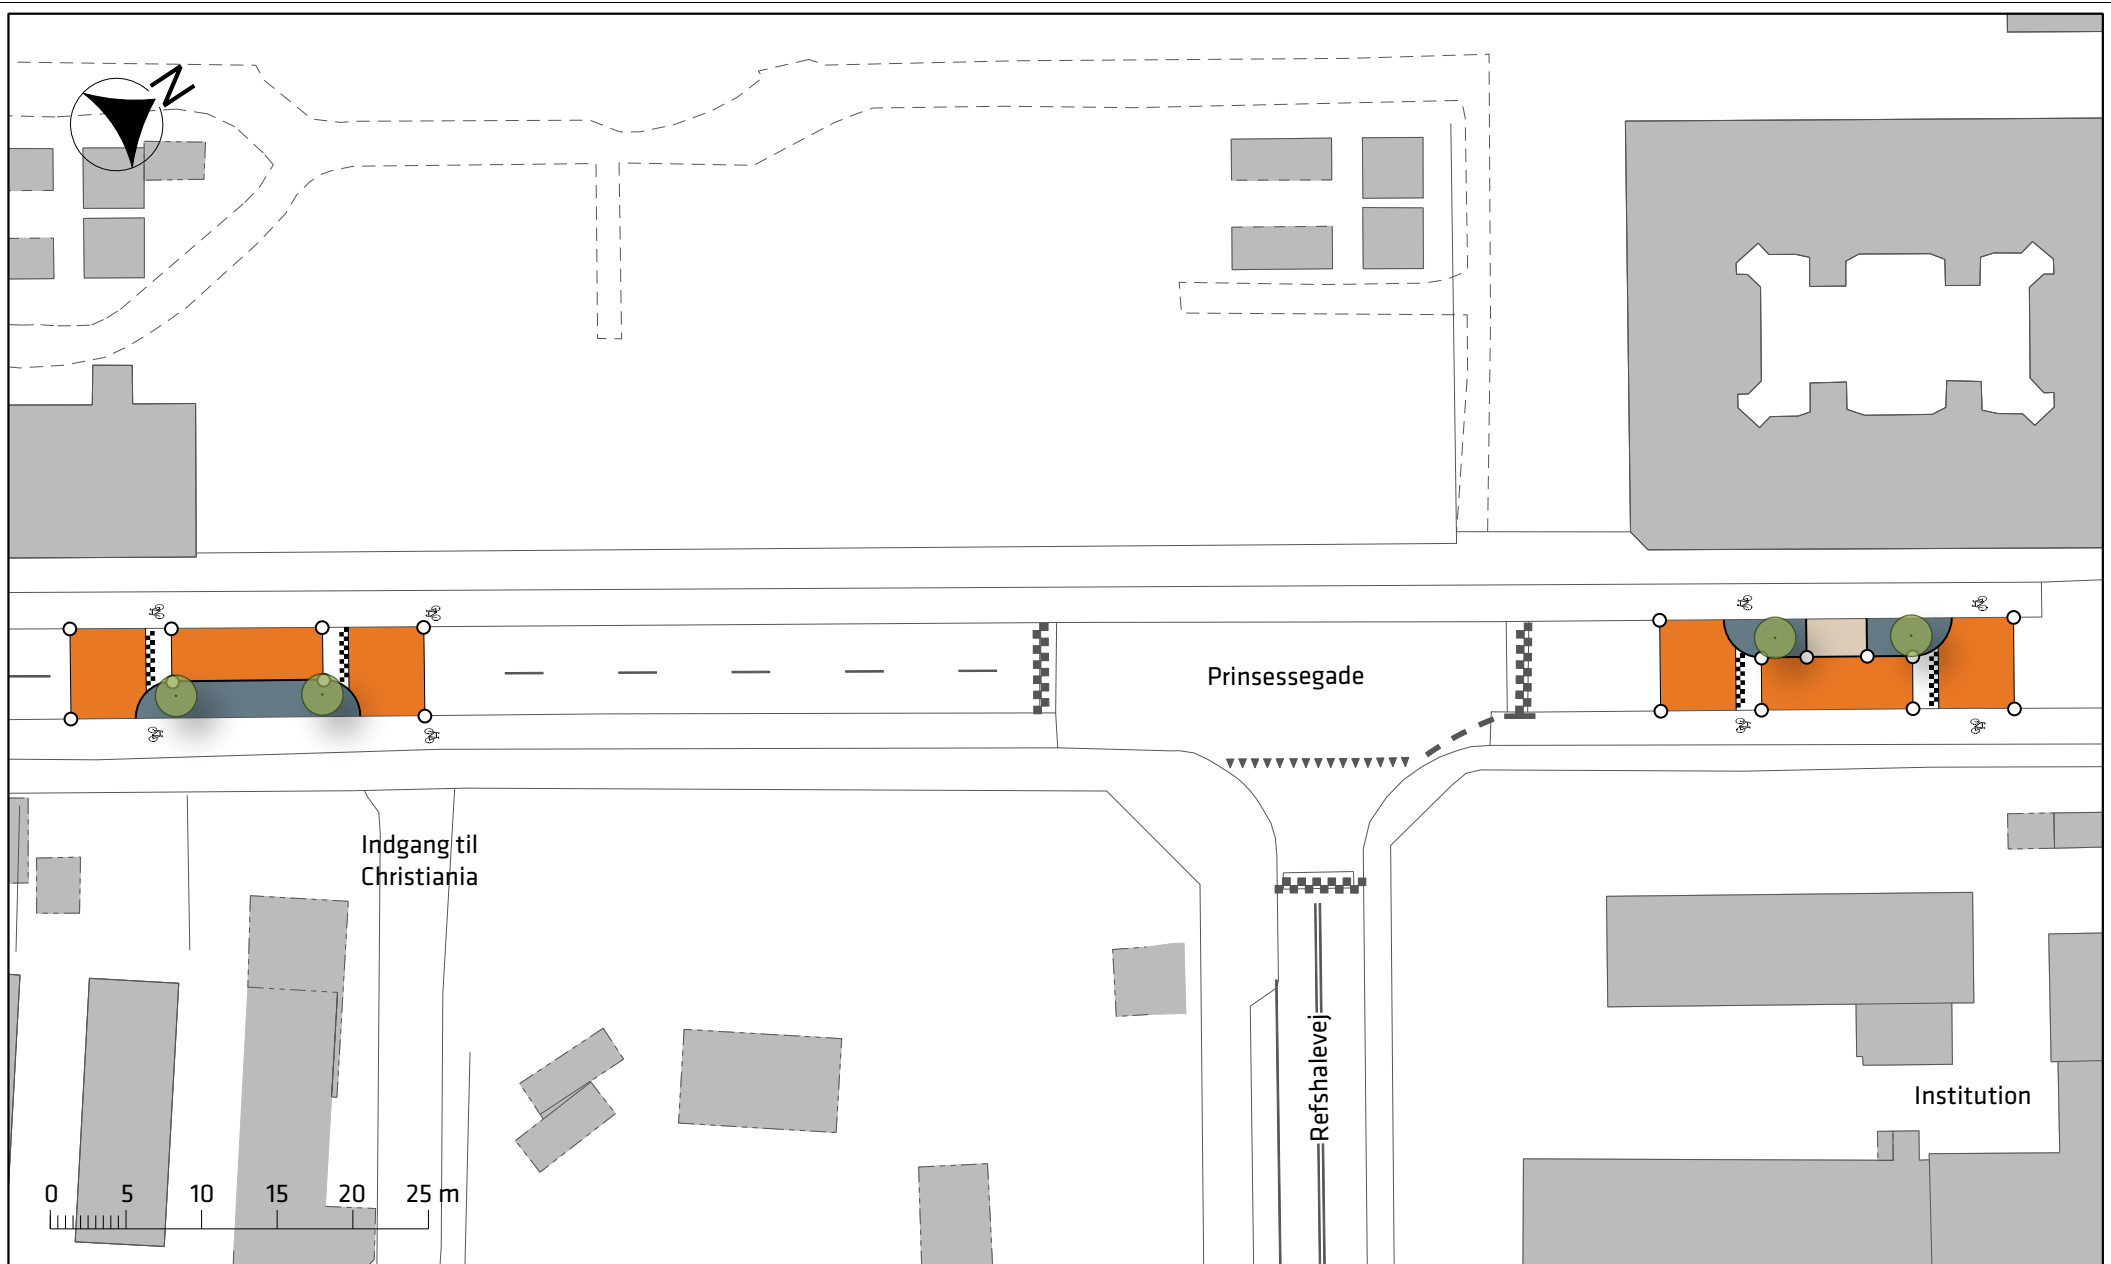 N
Prinsessegade
Indgang til
Christiania
Refshalevej
Institution
0 5 10 15 20 25 m